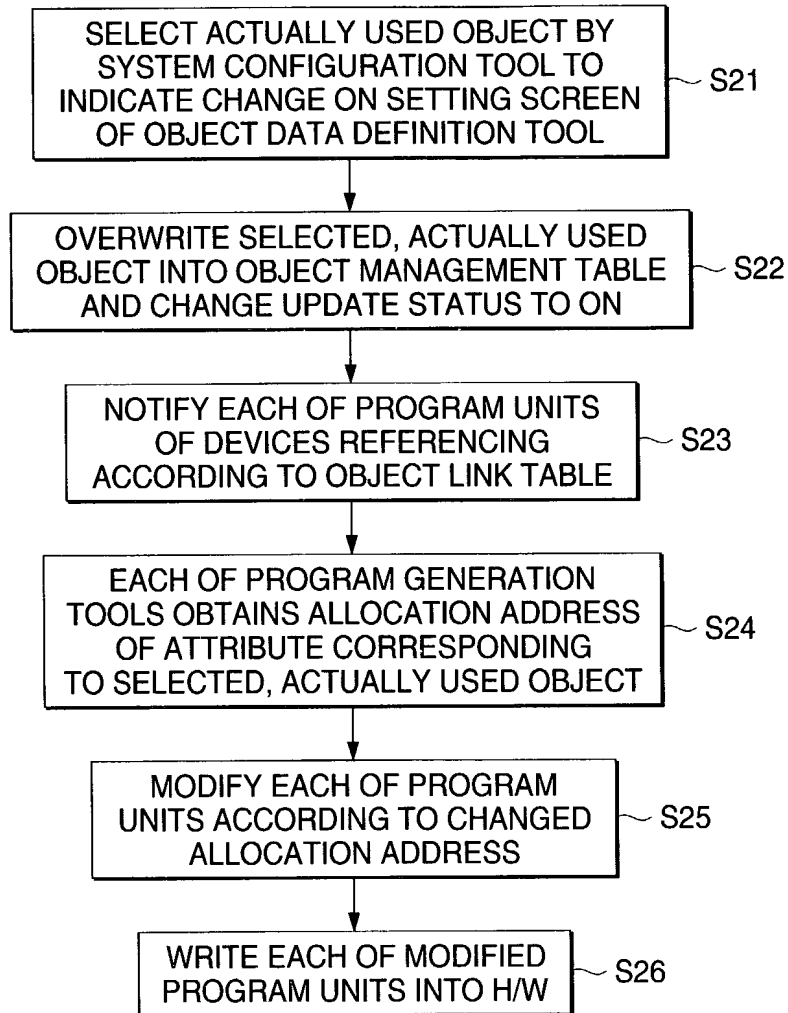 SELECT ACTUALLY USED OBJECT BY
SYSTEM CONFIGURATION TOOL TO
INDICATE CHANGE ON SETTING SCREEN
OF OBJECT DATA DEFINITION TOOL
S21
OVERWRITE SELECTED, ACTUALLY USED
OBJECT INTO OBJECT MANAGEMENT TABLE
AND CHANGE UPDATE STATUS TO ON
S22
NOTIFY EACH OF PROGRAM UNITS
OF DEVICES REFERENCING
ACCORDING TO OBJECT LINK TABLE
S23
EACH OF PROGRAM GENERATION
TOOLS OBTAINS ALLOCATION ADDRESS
OF ATTRIBUTE CORRESPONDING
TO SELECTED, ACTUALLY USED OBJECT
S24
MODIFY EACH OF PROGRAM
UNITS ACCORDING TO CHANGED
ALLOCATION ADDRESS
S25
WRITE EACH OF MODIFIED
PROGRAM UNITS INTO H/W
S26